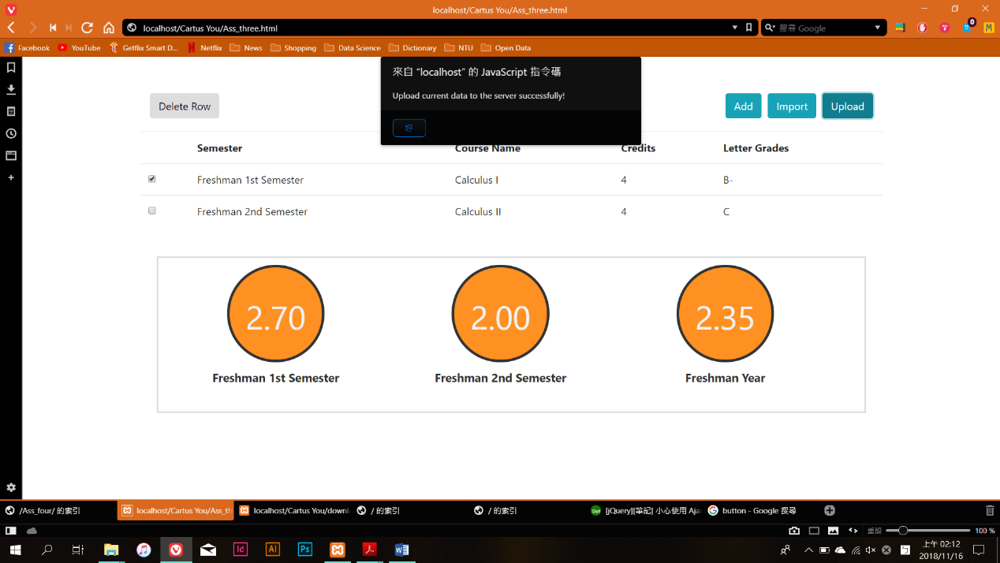 localhost/Cartus You/Ass_three.html
localhost/Cartus You/Ass_three.html
搜尋 Google
0
Facebook
YouTube
Getflix Smart D...
Netflix
News
Shopping
Data Science
Dictionary
NTU
Open Data
來自 “localhost” 的 JavaScript 指令碼
Upload current data to the server successfully!
好
Delete Row
Add
Import
Upload
Semester
Course Name
Credits
Letter Grades
Freshman 1st Semester
Calculus I
4
B-
Freshman 2nd Semester
Calculus II
4
C
2.70
2.00
2.35
Freshman 1st Semester
Freshman 2nd Semester
Freshman Year
/Ass_four/ 的索引
localhost/Cartus You/Ass_th
localhost/Cartus You/downl
/ 的索引
/ 的索引
[jQuery][筆記] 小心使用 Aja
button - Google 搜尋
重設
100 %
Id
Ai
Ps
上午 02:12
2018/11/16